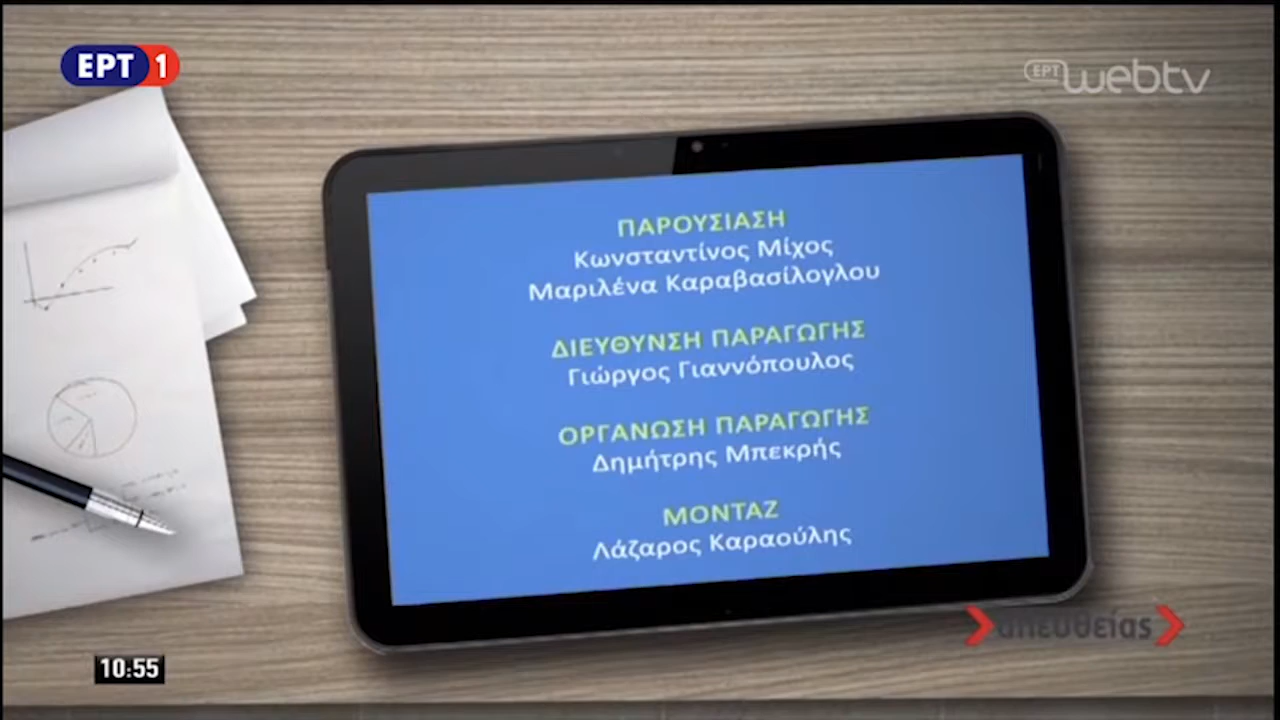 ΕΡΤ 1
ΕΡΤ webtv
ΠΑΡΟΥΣΙΑΣΗ
Κωνσταντίνος Μίχος
Μαριλένα Καραβασίλογλου
ΔΙΕΥΘΥΝΣΗ ΠΑΡΑΓΩΓΗΣ
Γιώργος Γιαννόπουλος
ΟΡΓΑΝΩΣΗ ΠΑΡΑΓΩΓΗΣ
Δημήτρης Μπεκρής
ΜΟΝΤΑΖ
Λάζαρος Καραούλης
απευθείας
10:55